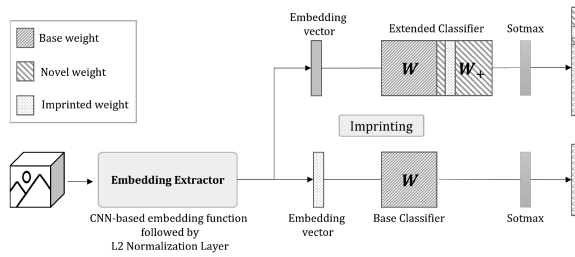 Base weight
Novel weight
Imprinted weight
Embedding
vector
Extended Classifier
Sotmax
W
W+
Imprinting
Embedding Extractor
CNN-based embedding function
followed by
L2 Normalization Layer
W
Embedding
vector
Base Classifier
Sotmax